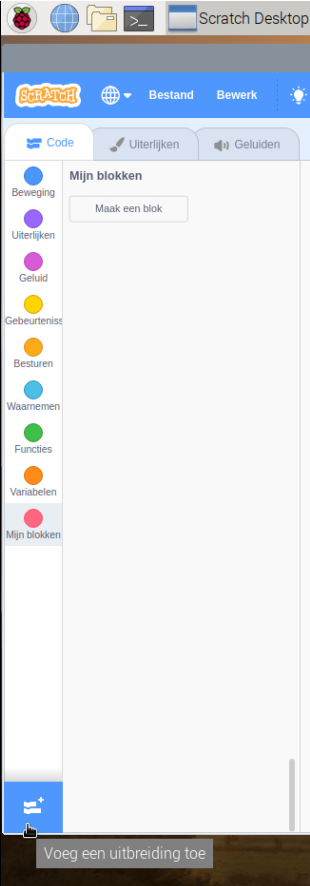 Scratch Desktop
SCRATCH
Bestand
Bewerk
Code
Uiterlijken
Geluiden
Beweging
Mijn blokken
Maak een blok
Uiterlijken
Geluid
Gebeurteniss
Besturen
Waarnemen
Functies
Variabelen
Mijn blokken
Voeg een uitbreiding toe